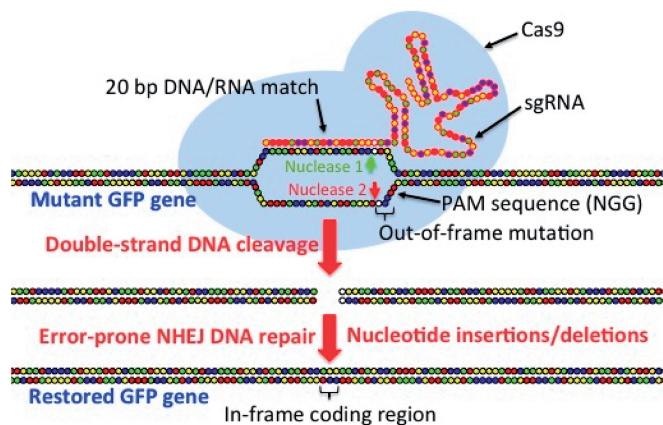 Cas9
20 bp DNA/RNA match
sgRNA
Nuclease 1
Nuclease 2
Mutant GFP gene
PAM sequence (NGG)
Out-of-frame mutation
Double-strand DNA cleavage
Error-prone NHEJ DNA repair
Nucleotide insertions/deletions
Restored GFP gene
In-frame coding region